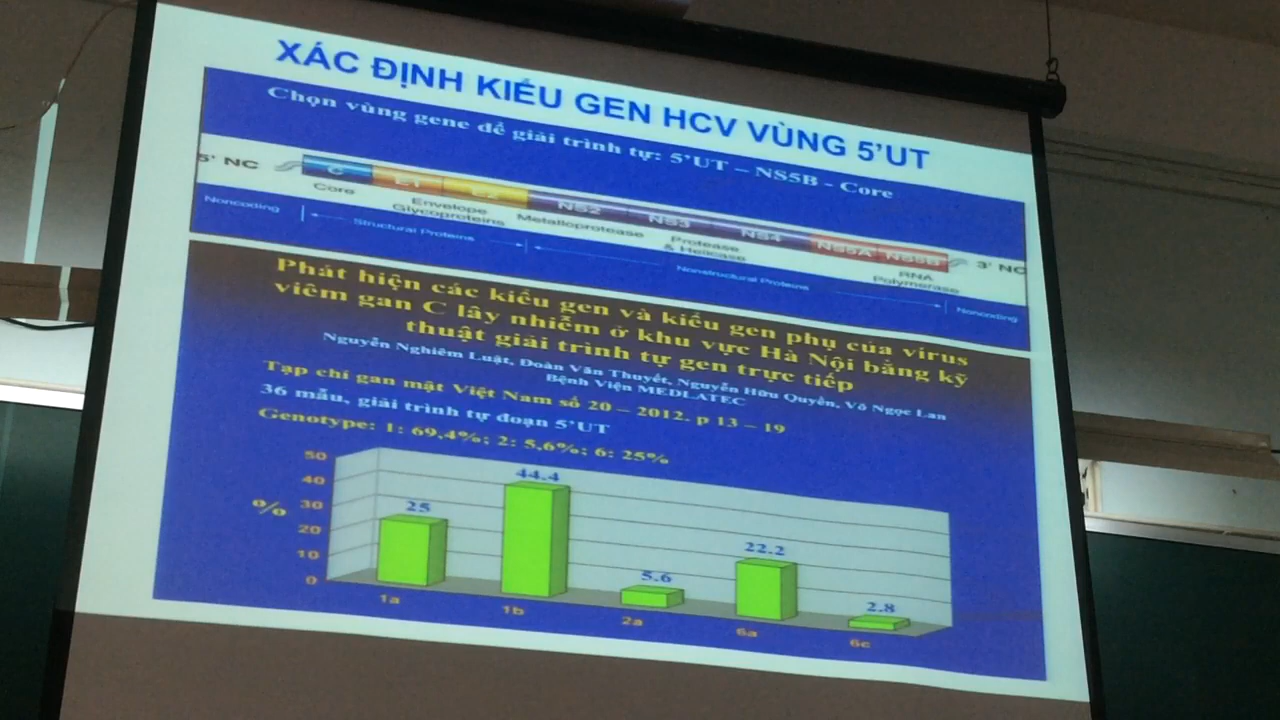 XÁC ĐỊNH KIỂU GEN HCV VÙNG 5'UT
Chọn vùng gene để giải trình tự: 5'UT – NS5B - Core
5' NC
C
E1
E2
NS2
NS3
NS4
NS5A
NS5B
3' NC
Core
Envelope
Glycoproteins
Metalloprotease
Protease
& Helicase
RNA
Polymerase
Noncoding
Structural Proteins
Nonstructural Proteins
Noncoding
Phát hiện các kiểu gen và kiểu gen phụ của virus
viêm gan C lây nhiễm ở khu vực Hà Nội bằng kỹ
thuật giải trình tự gen trực tiếp
Nguyễn Nghiêm Luật, Đoàn Văn Thuyết, Nguyễn Hữu Quyền, Võ Ngọc Lan
Bệnh Viện MEDLATEC
Tạp chí gan mật Việt Nam số 20 – 2012. p 13 – 19
36 mẫu, giải trình tự đoạn 5'UT
Genotype: 1: 69,4%; 2: 5,6%; 6: 25%
%
50
40
30
20
10
0
25
44.4
5.6
22.2
2.8
1a
1b
2a
6a
6c